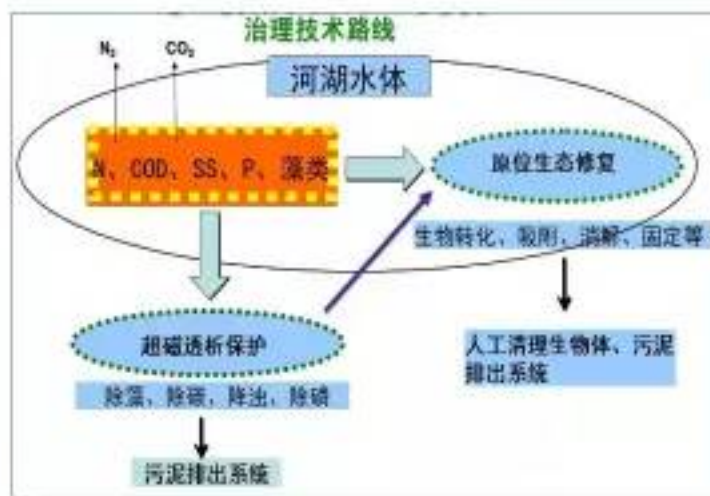 治理技术路线
N₂
CO₂
河湖水体
N、COD、SS、P、藻类
原位生态修复
生物转化、吸附、消解、固定等
超磁透析保护
人工清理生物体、污泥
排出系统
除藻、除碳、降浊、除磷
污泥排出系统